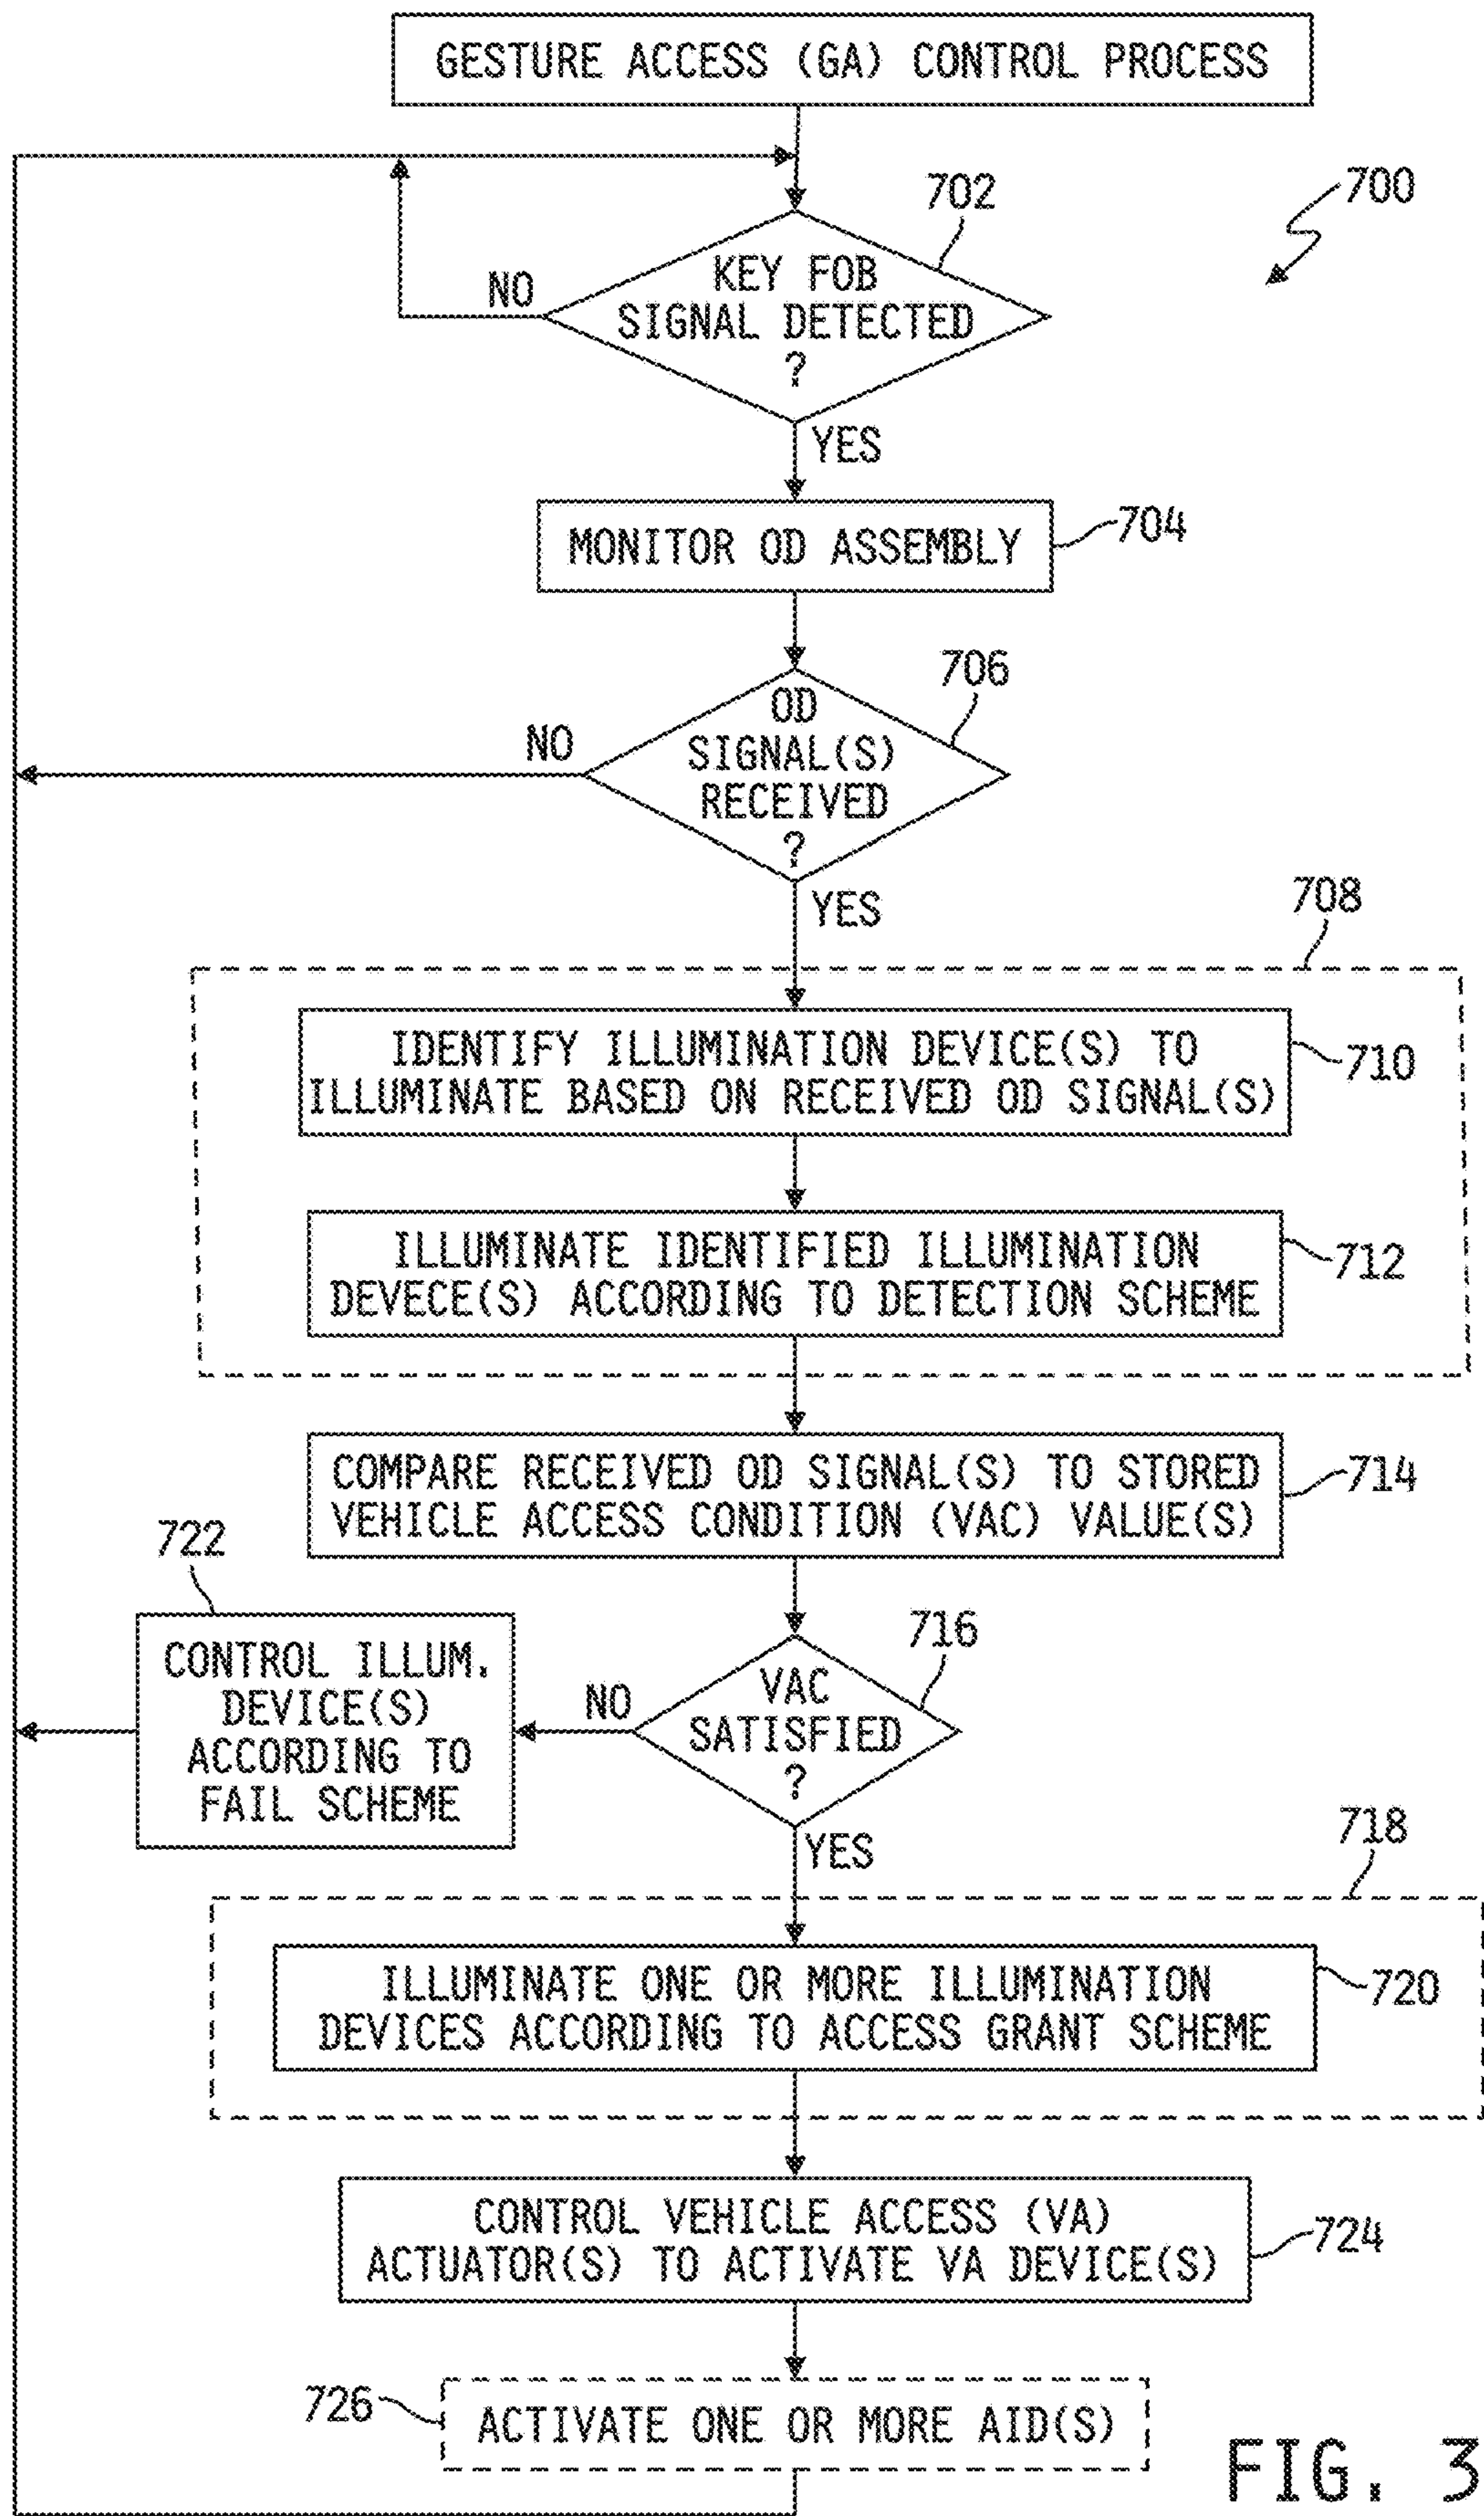 GESTURE ACCESS (GA) CONTROL PROCESS
700
702
KEY FOB
SIGNAL DETECTED
?
NO
YES
MONITOR OD ASSEMBLY
704
706
OD
SIGNAL(S)
RECEIVED
?
NO
YES
708
IDENTIFY ILLUMINATION DEVICE(S) TO
ILLUMINATE BASED ON RECEIVED OD SIGNAL(S)
710
ILLUMINATE IDENTIFIED ILLUMINATION
DEVECE(S) ACCORDING TO DETECTION SCHEME
712
COMPARE RECEIVED OD SIGNAL(S) TO STORED
VEHICLE ACCESS CONDITION (VAC) VALUE(S)
714
722
CONTROL ILLUM.
DEVICE(S)
ACCORDING TO
FAIL SCHEME
NO
716
VAC
SATISFIED
?
YES
718
ILLUMINATE ONE OR MORE ILLUMINATION
DEVICES ACCORDING TO ACCESS GRANT SCHEME
720
CONTROL VEHICLE ACCESS (VA)
ACTUATOR(S) TO ACTIVATE VA DEVICE(S)
724
726
ACTIVATE ONE OR MORE AID(S)
FIG. 3